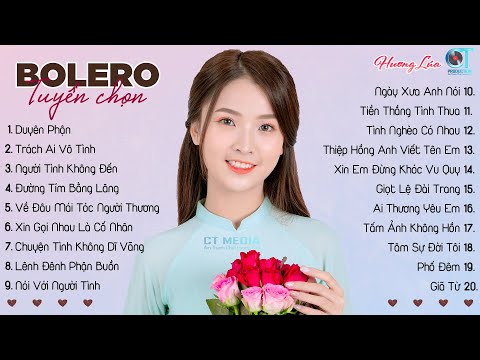 BOLERO
Tuyển chọn
Hương Lúa
CT
PRODUCTION
1. Duyên Phận
2. Trách Ai Vô Tình
3. Người Tình Không Đến
4. Đường Tím Bằng Lăng
5. Về Đâu Mái Tóc Người Thương
6. Xin Gọi Nhau Là Cố Nhân
7. Chuyện Tình Không Dĩ Vãng
8. Lênh Đênh Phận Buồn
9. Nói Với Người Tình
Ngày Xưa Anh Nói 10.
Tiền Thắng Tình Thua 11.
Tình Nghèo Có Nhau 12.
Thiệp Hồng Anh Viết Tên Em 13.
Xin Em Đừng Khóc Vu Quy 14.
Giọt Lệ Đài Trang 15.
Ai Thương Yêu Em 16.
Tấm Ảnh Không Hồn 17.
Tâm Sự Đời Tôi 18.
Phố Đêm 19.
Giã Từ 20.
CT MEDIA